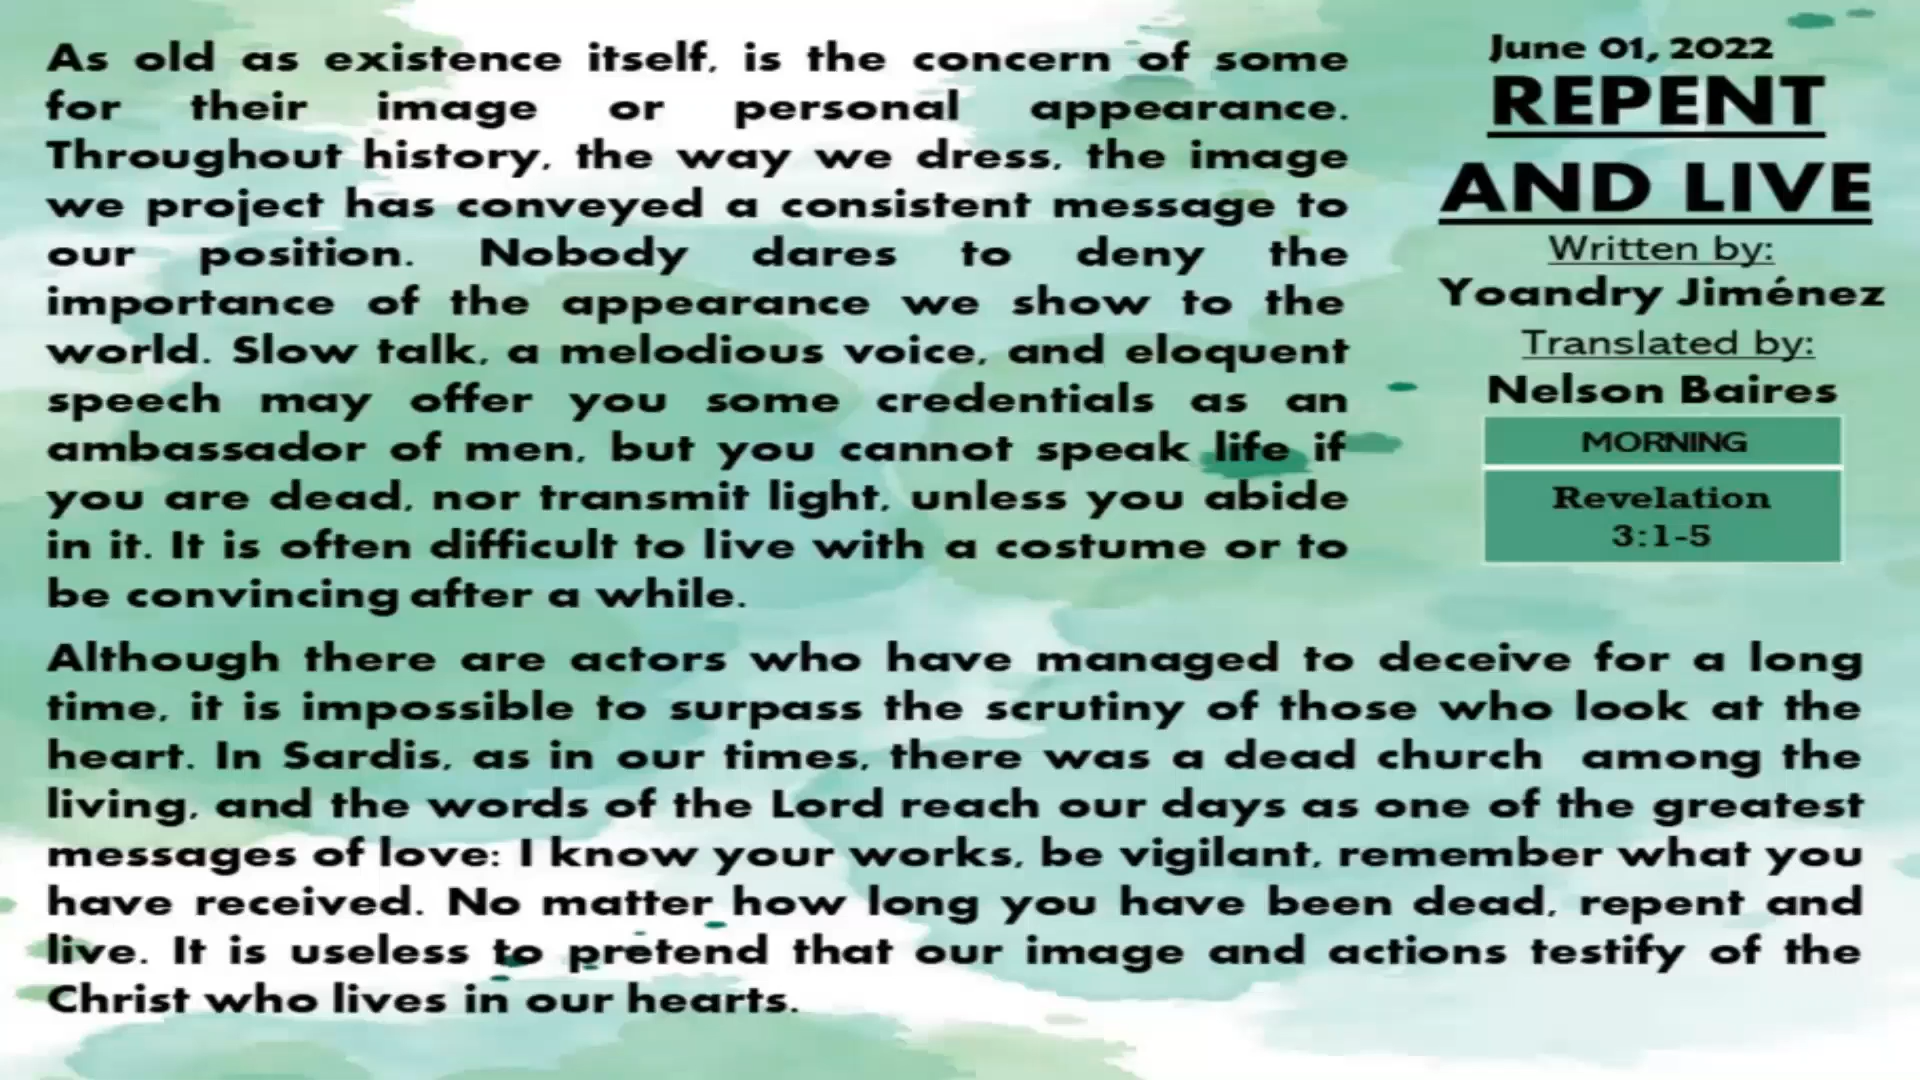 As old as existence itself, is the concern of some
for their image or personal appearance.
Throughout history, the way we dress, the image
we project has conveyed a consistent message to
our position. Nobody dares to deny the
importance of the appearance we show to the
world. Slow talk, a melodious voice, and eloquent
speech may offer you some credentials as an
ambassador of men, but you cannot speak life if
you are dead, nor transmit light, unless you abide
in it. It is often difficult to live with a costume or to
be convincing after a while.
Although there are actors who have managed to deceive for a long
time, it is impossible to surpass the scrutiny of those who look at the
heart. In Sardis, as in our times, there was a dead church among the
living, and the words of the Lord reach our days as one of the greatest
messages of love: I know your works, be vigilant, remember what you
have received. No matter how long you have been dead, repent and
live. It is useless to pretend that our image and actions testify of the
Christ who lives in our hearts.
June 01, 2022
REPENT
AND LIVE
Written by:
Yoandry Jiménez
Translated by:
Nelson Baires
MORNING
Revelation
3:1-5